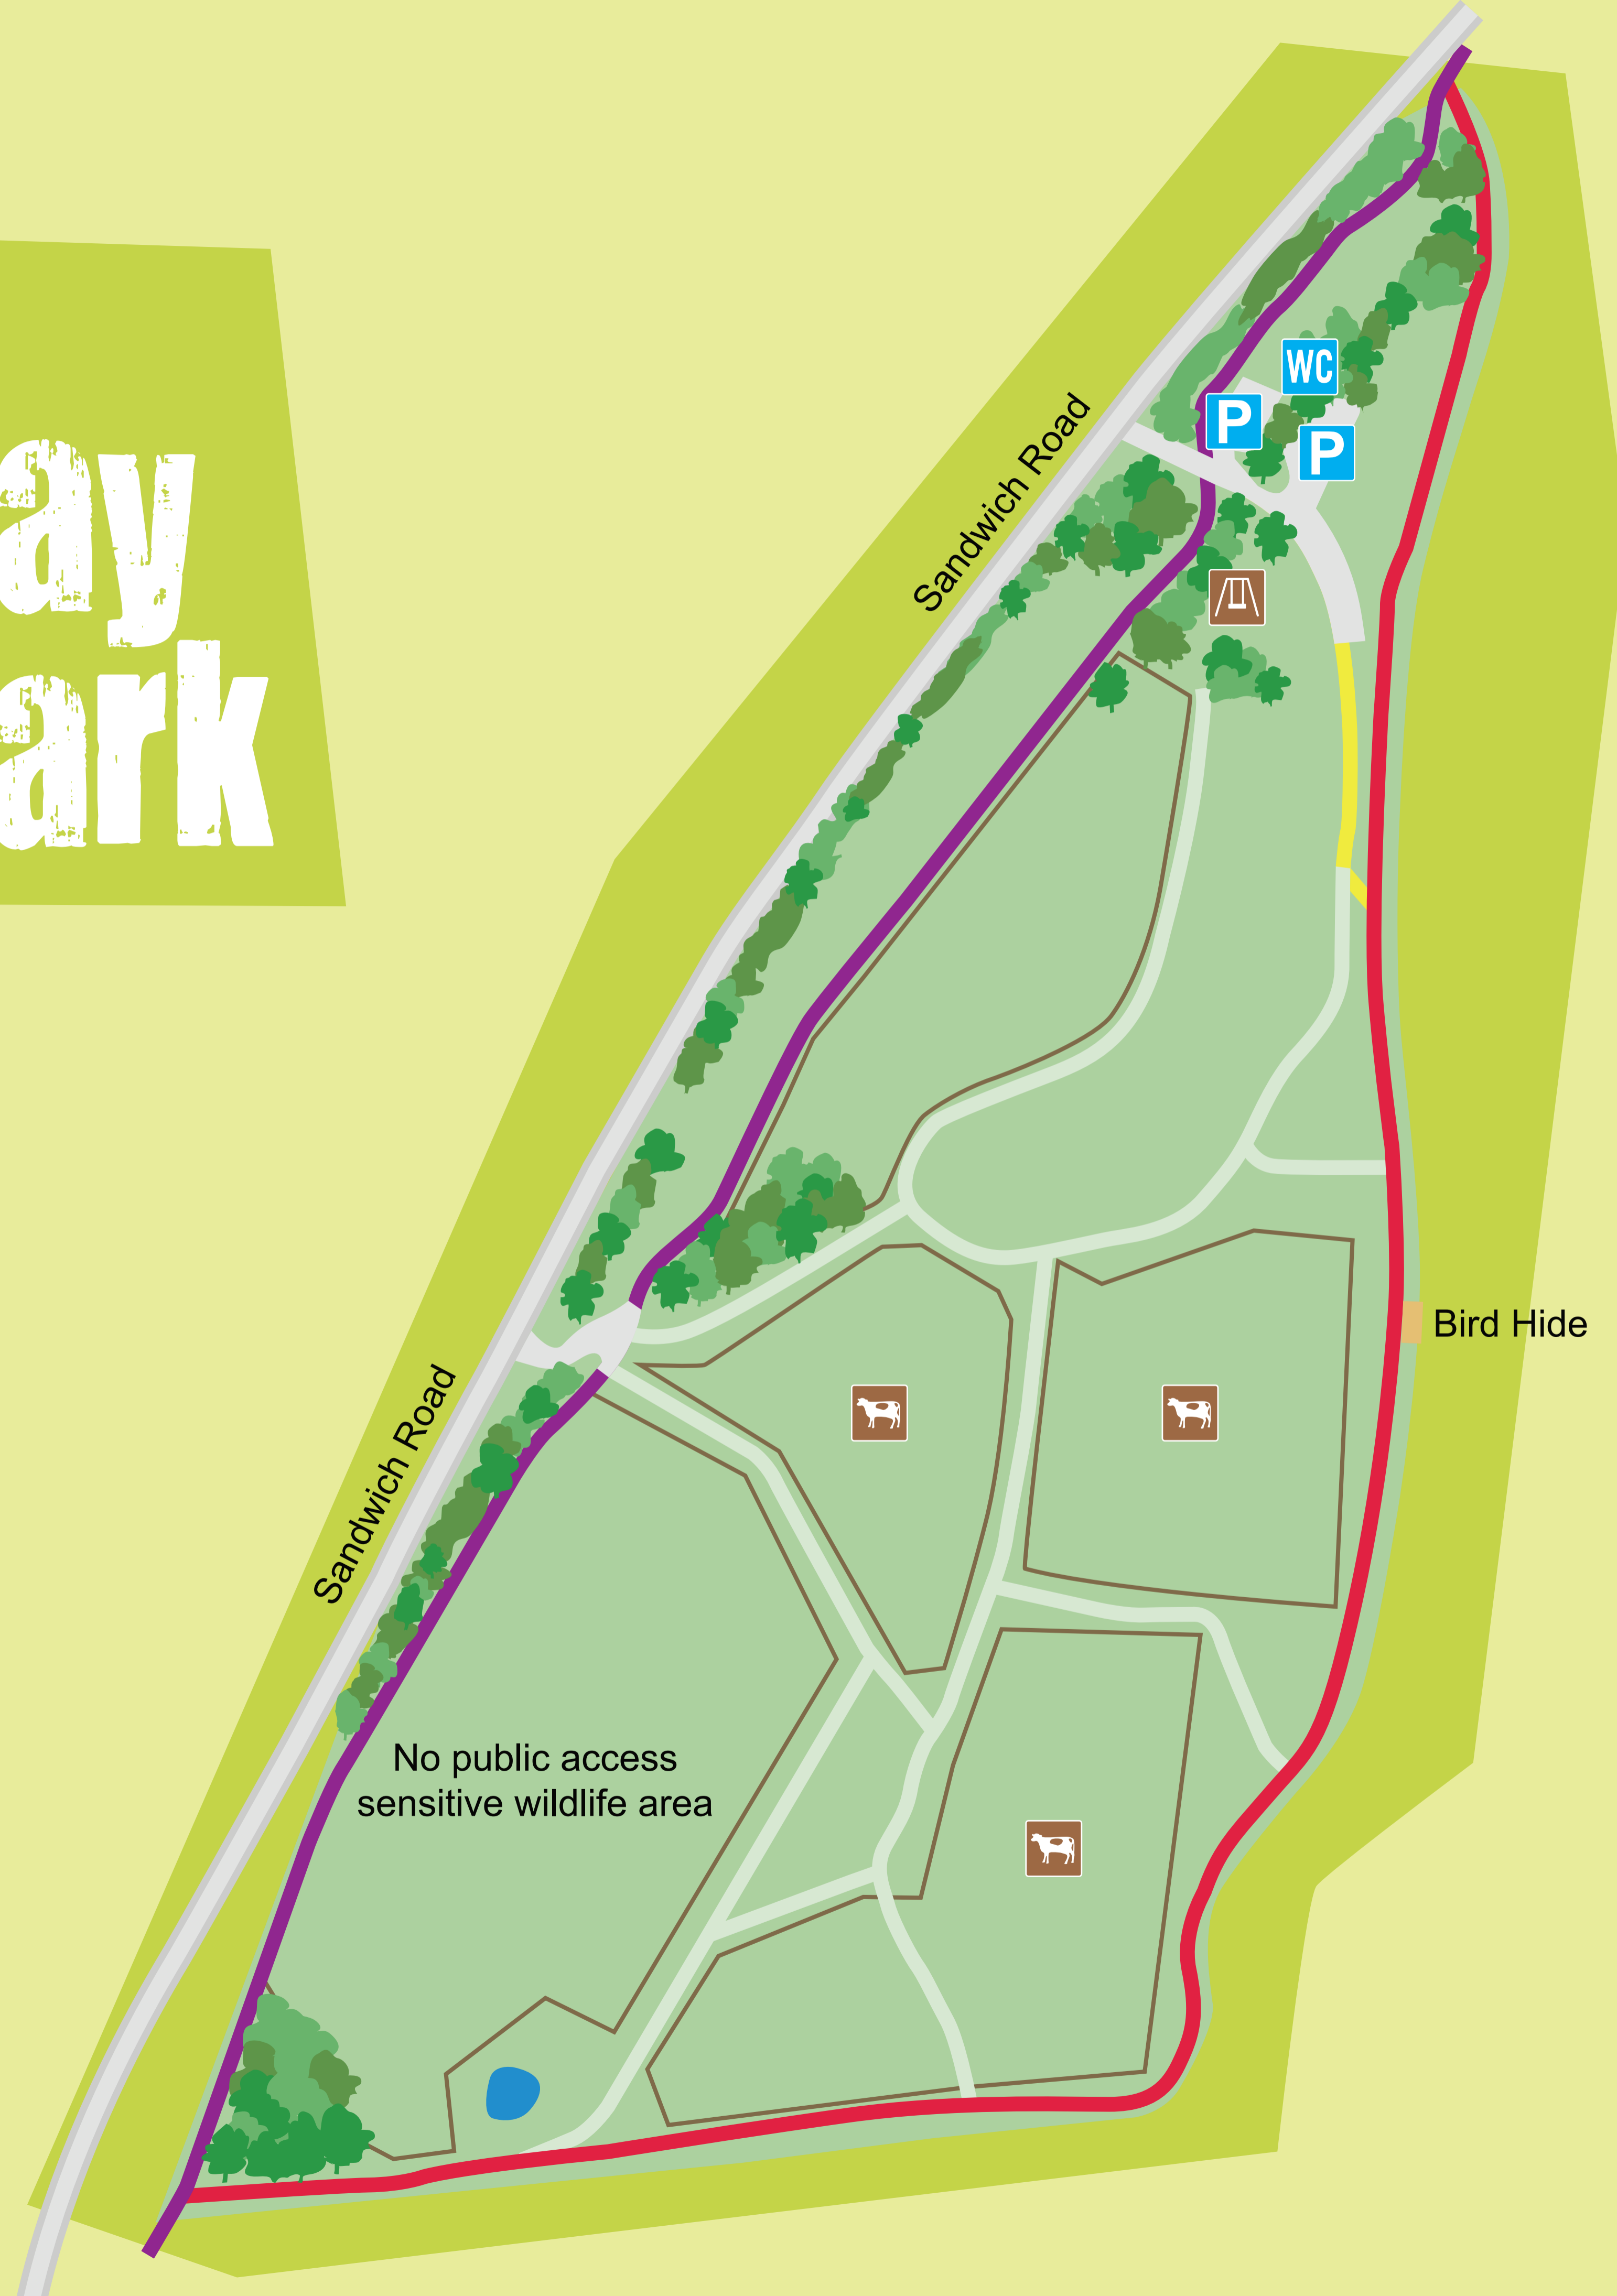 ay
ark
WC
P
P
Sandwich Road
Bird Hide
Sandwich Road
No public access
sensitive wildlife area